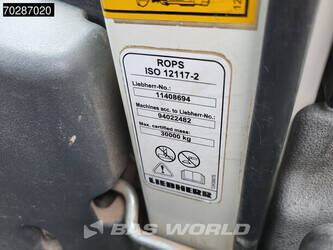 70287020
ROPS
ISO 12117-2
Liebherr-No.:
11408694
Machines acc. to Liebherr-No.:
94022482
Max. certified mass:
30000 kg
LIEBHERR
BAS WORLD